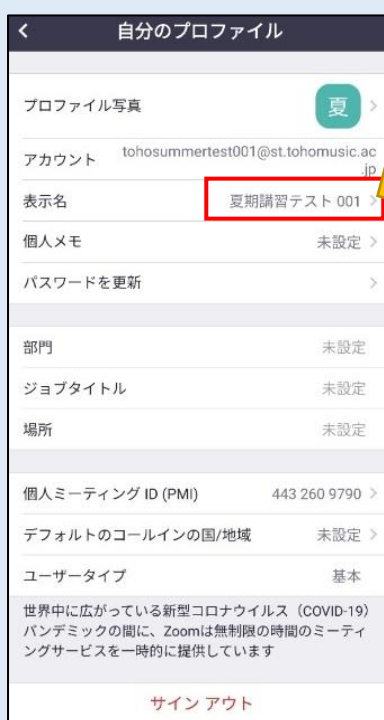 自分のプロファイル
プロファイル写真
夏
アカウント
tohosummertest001@st.tohomusic.ac
.jp
表示名
夏期講習テスト 001
個人メモ
未設定
パスワードを更新
部門
未設定
ジョブタイトル
未設定
場所
未設定
個人ミーティング ID (PMI)
443 260 9790
デフォルトのコールインの国/地域
未設定
ユーザータイプ
基本
世界中に広がっている新型コロナウイルス（COVID-19）
パンデミックの間に、Zoomは無制限の時間のミーティ
ングサービスを一時的に提供しています
サイン アウト